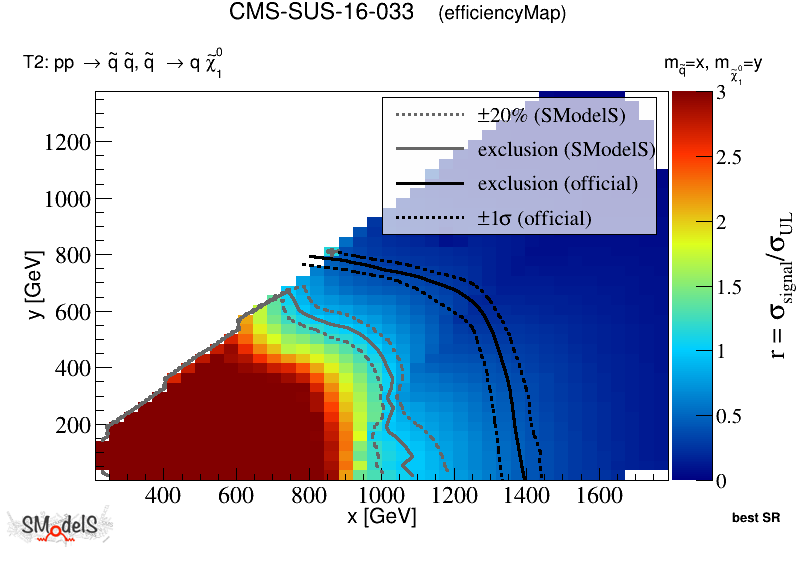 CMS-SUS-16-033 (efficiencyMap)
T2: pp → q̃ q̃, q̃ → q χ̃₁⁰
m_q̃=x, m_χ̃₁⁰=y
±20% (SModelS)
exclusion (SModelS)
exclusion (official)
±1σ (official)
y [GeV]
1200
1000
800
600
400
200
400 600 800 1000 1200 1400 1600
x [GeV]
3
2.5
2
1.5
1
0.5
0
r = σ_signal/σ_UL
SModelS
best SR